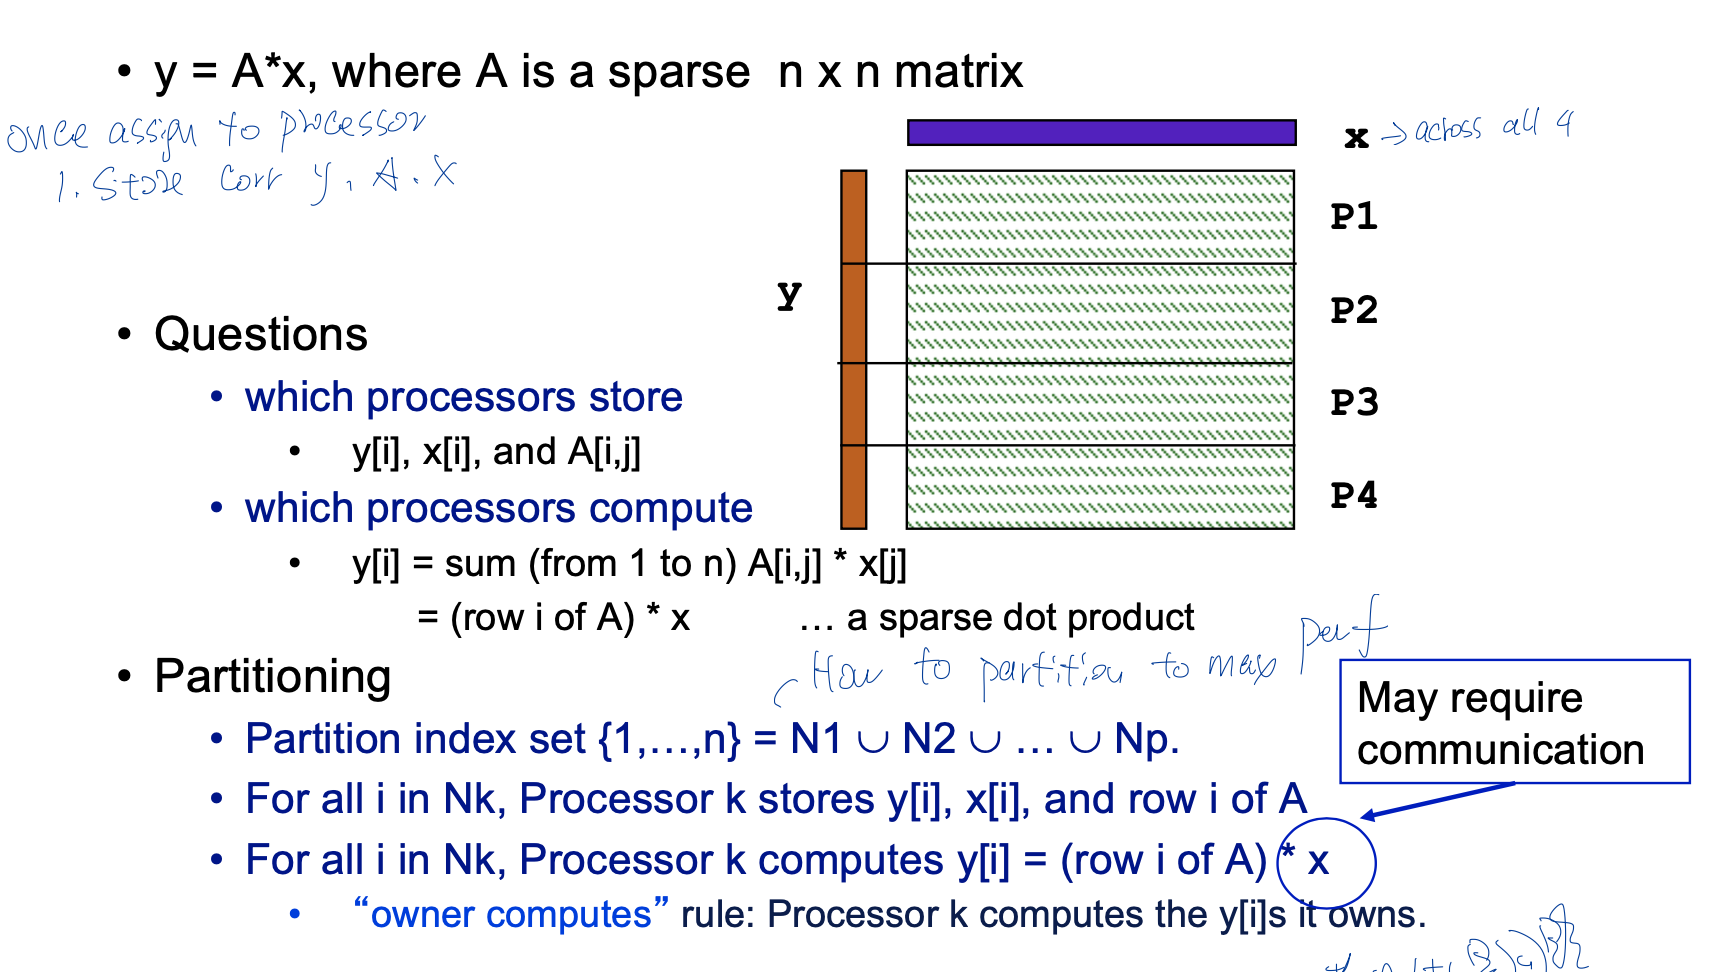 • y = A*x, where A is a sparse n x n matrix
once assign to processor
1. Store corr y, A. X
x → across all 4
P1
y
P2
• Questions
• which processors store
P3
• y[i], x[i], and A[i,j]
• which processors compute
P4
• y[i] = sum (from 1 to n) A[i,j] * x[j]
= (row i of A) * x … a sparse dot product
How to partition to max perf
• Partitioning
May require
communication
• Partition index set {1,…,n} = N1 ∪ N2 ∪ … ∪ Np.
• For all i in Nk, Processor k stores y[i], x[i], and row i of A
• For all i in Nk, Processor k computes y[i] = (row i of A) * x
• “owner computes” rule: Processor k computes the y[i]s it owns.